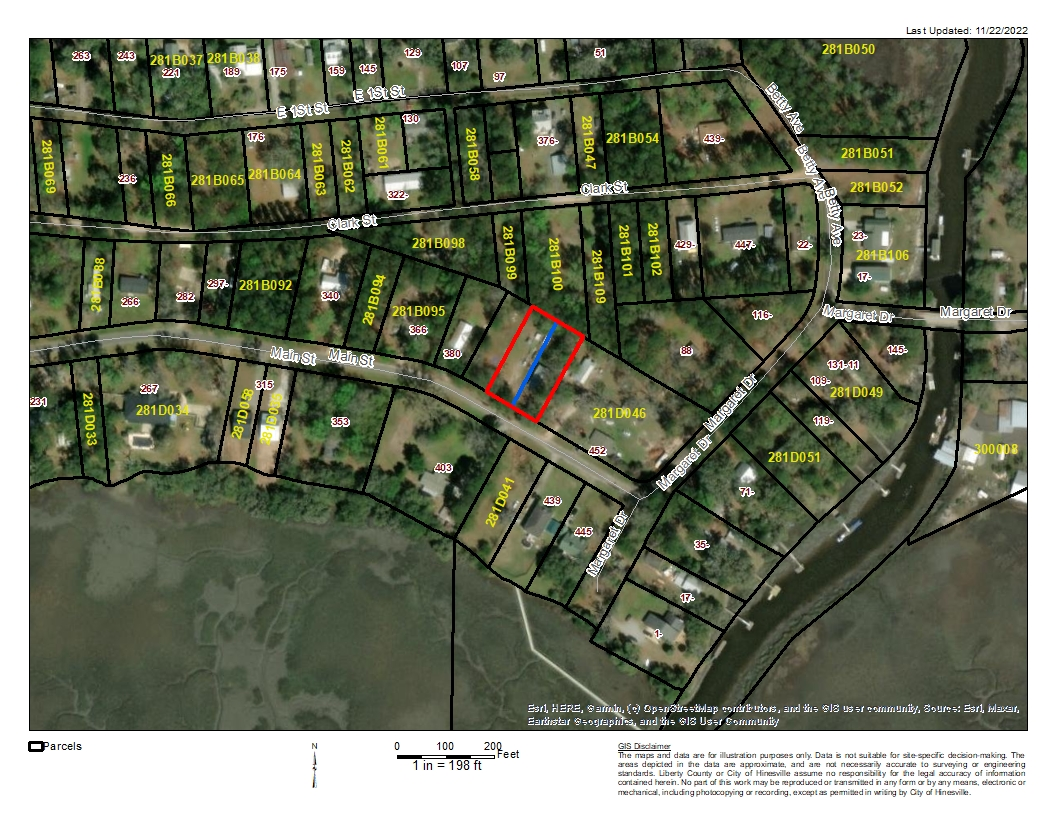 Last Updated: 11/22/2022
263 243 281B037 281B038 129 51 281B050
221 189 175 159 145 107 97
E 1St St E 1St St
Betty Ave
176 281B061 130 281B058 376- 281B047 281B054 439-
281B069 236 281B066 281B065 281B064 281B063 281B062 322- 281B051
Clark St Clark St
Betty Ave Betty Ave 281B052
281B098 281B099 281B100 281B109 281B101 281B102 429- 447- 22- 23- 281B106
17-
266 282 297- 281B092 340 281B094 281B095 366
Margaret Dr Margaret Dr
116-
Main St Main St 380 88 145-
131-11
109- 281D049
119-
231 281D033 267 281D034 281D058 315 353
281D046 452 Margaret Dr
281D051
300008
403 281D041 Margaret Dr 71-
439 445 Margaret Dr 35-
17-
1-
Esri, HERE, Garmin, (c) OpenStreetMap contributors, and the GIS user community, Source: Esri, Maxar,
Earthstar Geographics, and the GIS User Community
Parcels
N
0 100 200
Feet
1 in = 198 ft
GIS Disclaimer
The maps and data are for illustration purposes only. Data is not suitable for site-specific decision-making. The
areas depicted in the data are approximate, and are not necessarily accurate to surveying or engineering
standards. Liberty County or City of Hinesville assume no responsibility for the legal accuracy of information
contained herein. No part of this work may be reproduced or transmitted in any form or by any means, electronic or
mechanical, including photocopying or recording, except as permitted in writing by City of Hinesville.